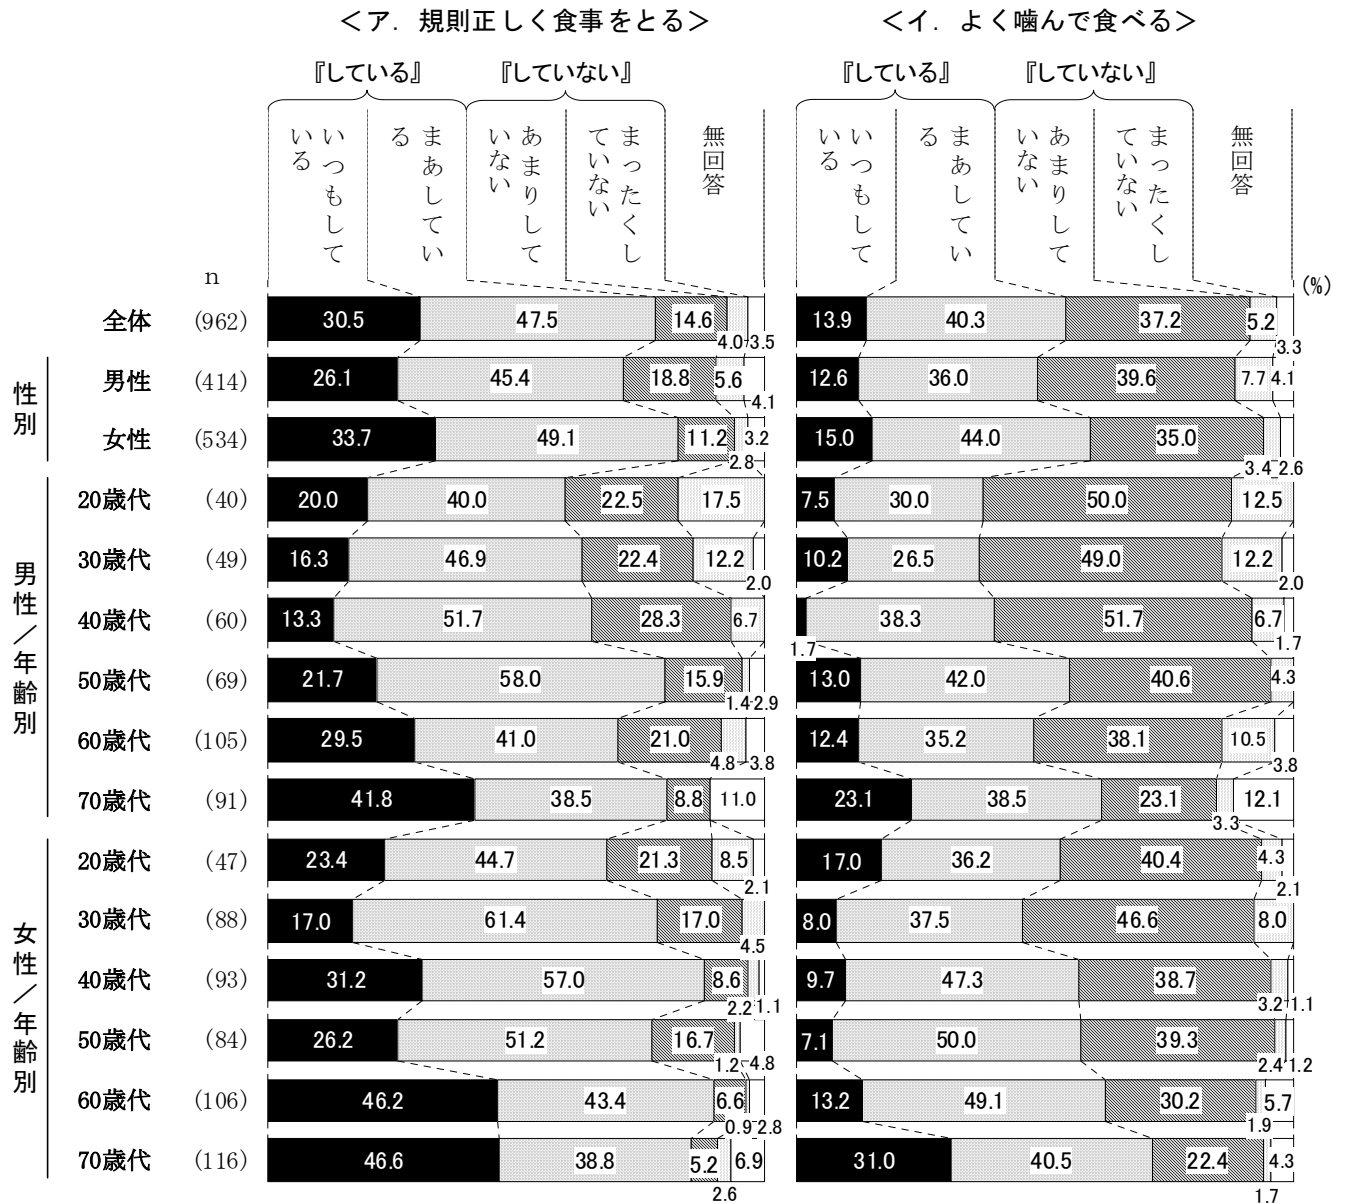 ＜ア．規則正しく食事をとる＞ ＜イ．よく噛んで食べる＞
『している』 『していない』 『している』 『していない』
いつもしている まあしている あまりしていない まったくしていない 無回答 いつもしている まあしている あまりしていない まったくしていない 無回答
n
(%)
全体 (962) 30.5 47.5 14.6 4.0 3.5 13.9 40.3 37.2 5.2 3.3
性別
男性 (414) 26.1 45.4 18.8 5.6 4.1 12.6 36.0 39.6 7.7 4.1
女性 (534) 33.7 49.1 11.2 2.8 3.2 15.0 44.0 35.0 3.4 2.6
男性／年齢別
20歳代 (40) 20.0 40.0 22.5 17.5 7.5 30.0 50.0 12.5
30歳代 (49) 16.3 46.9 22.4 12.2 2.0 10.2 26.5 49.0 12.2 2.0
40歳代 (60) 13.3 51.7 28.3 6.7 1.7 38.3 51.7 6.7 1.7
50歳代 (69) 21.7 58.0 15.9 1.4 2.9 13.0 42.0 40.6 4.3
60歳代 (105) 29.5 41.0 21.0 4.8 3.8 12.4 35.2 38.1 10.5 3.8
70歳代 (91) 41.8 38.5 8.8 11.0 23.1 38.5 23.1 3.3 12.1
女性／年齢別
20歳代 (47) 23.4 44.7 21.3 8.5 2.1 17.0 36.2 40.4 4.3 2.1
30歳代 (88) 17.0 61.4 17.0 4.5 8.0 37.5 46.6 8.0
40歳代 (93) 31.2 57.0 8.6 2.2 1.1 9.7 47.3 38.7 3.2 1.1
50歳代 (84) 26.2 51.2 16.7 1.2 4.8 7.1 50.0 39.3 2.4 1.2
60歳代 (106) 46.2 43.4 6.6 0.9 2.8 13.2 49.1 30.2 1.9 5.7
70歳代 (116) 46.6 38.8 5.2 2.6 6.9 31.0 40.5 22.4 1.7 4.3